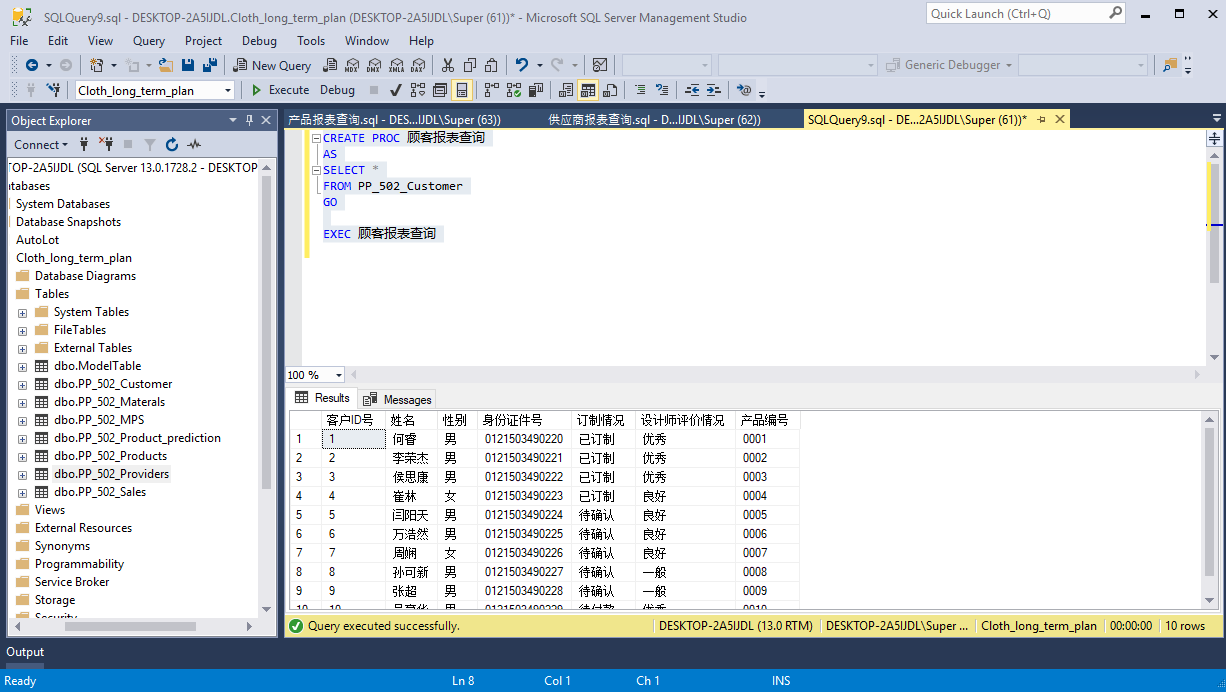 SQLQuery9.sql - DESKTOP-2A5IJDL.Cloth_long_term_plan (DESKTOP-2A5IJDL\Super (61))* - Microsoft SQL Server Management Studio
Quick Launch (Ctrl+Q)
File Edit View Query Project Debug Tools Window Help
New Query MDX DMX XMLA DAX Generic Debugger
Cloth_long_term_plan Execute Debug
Object Explorer
产品报表查询.sql - DES...IJDL\Super (63))
供应商报表查询.sql - D...IJDL\Super (62))
SQLQuery9.sql - DE...2A5IJDL\Super (61))*
Connect
TOP-2A5IJDL (SQL Server 13.0.1728.2 - DESKTOP
atabases
System Databases
Database Snapshots
AutoLot
Cloth_long_term_plan
Database Diagrams
Tables
System Tables
FileTables
External Tables
dbo.ModelTable
dbo.PP_502_Customer
dbo.PP_502_Materals
dbo.PP_502_MPS
dbo.PP_502_Product_prediction
dbo.PP_502_Products
dbo.PP_502_Providers
dbo.PP_502_Sales
Views
External Resources
Synonyms
Programmability
Service Broker
Storage
Security
CREATE PROC 顾客报表查询
AS
SELECT *
FROM PP_502_Customer
GO
EXEC 顾客报表查询
100 %
Results Messages
客户ID号 姓名 性别 身份证件号 订制情况 设计师评价情况 产品编号
1 1 何睿 男 0121503490220 已订制 优秀 0001
2 2 李荣杰 男 0121503490221 已订制 优秀 0002
3 3 侯思康 男 0121503490222 已订制 优秀 0003
4 4 崔林 女 0121503490223 已订制 良好 0004
5 5 闫阳天 男 0121503490224 待确认 良好 0005
6 6 万浩然 男 0121503490225 待确认 良好 0006
7 7 周娴 女 0121503490226 待确认 良好 0007
8 8 孙可新 男 0121503490227 待确认 一般 0008
9 9 张超 男 0121503490228 待确认 一般 0009
10 10 男 0121503490229 待付款 优秀 0010
Query executed successfully.
DESKTOP-2A5IJDL (13.0 RTM) DESKTOP-2A5IJDL\Super ... Cloth_long_term_plan 00:00:00 10 rows
Output
Ready Ln 8 Col 1 Ch 1 INS